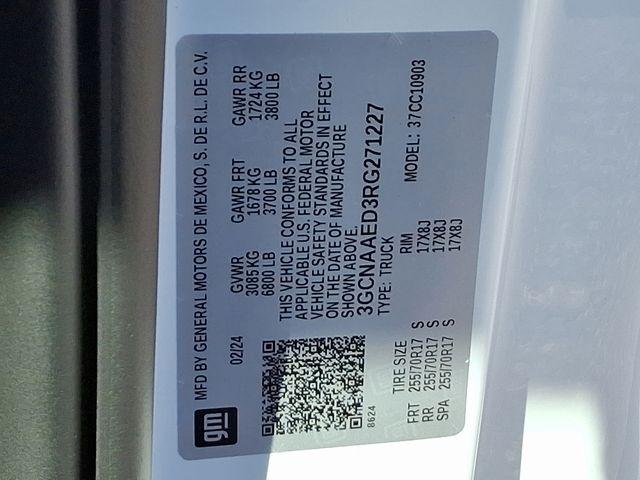 gm
MFD BY GENERAL MOTORS DE MEXICO, S. DE R.L. DE C.V.
02/24
GVWR
3085 KG
6800 LB
GAWR FRT
1678 KG
3700 LB
GAWR RR
1724 KG
3800 LB
THIS VEHICLE CONFORMS TO ALL
APPLICABLE U.S. FEDERAL MOTOR
VEHICLE SAFETY STANDARDS IN EFFECT
ON THE DATE OF MANUFACTURE
SHOWN ABOVE.
3GCNAAED3RG271227
TYPE: TRUCK
8624
MODEL: 37CC10903
TIRE SIZE RIM
FRT 255/70R17 S 17X8J
RR 255/70R17 S 17X8J
SPA 255/70R17 S 17X8J